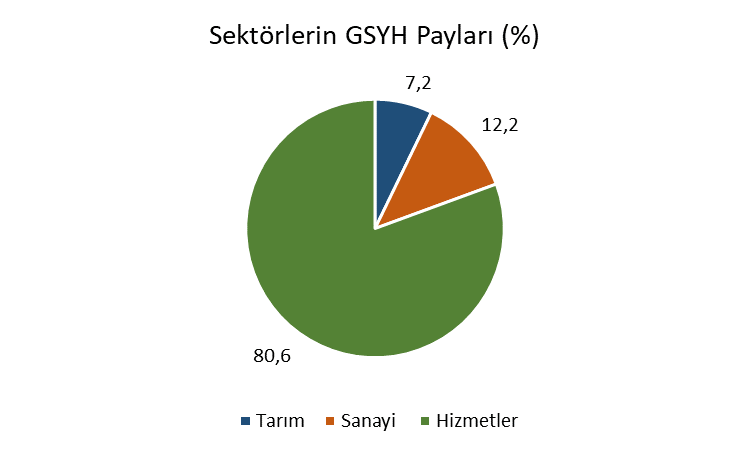 Sektörlerin GSYH Payları (%)
7,2
12,2
80,6
Tarım Sanayi Hizmetler